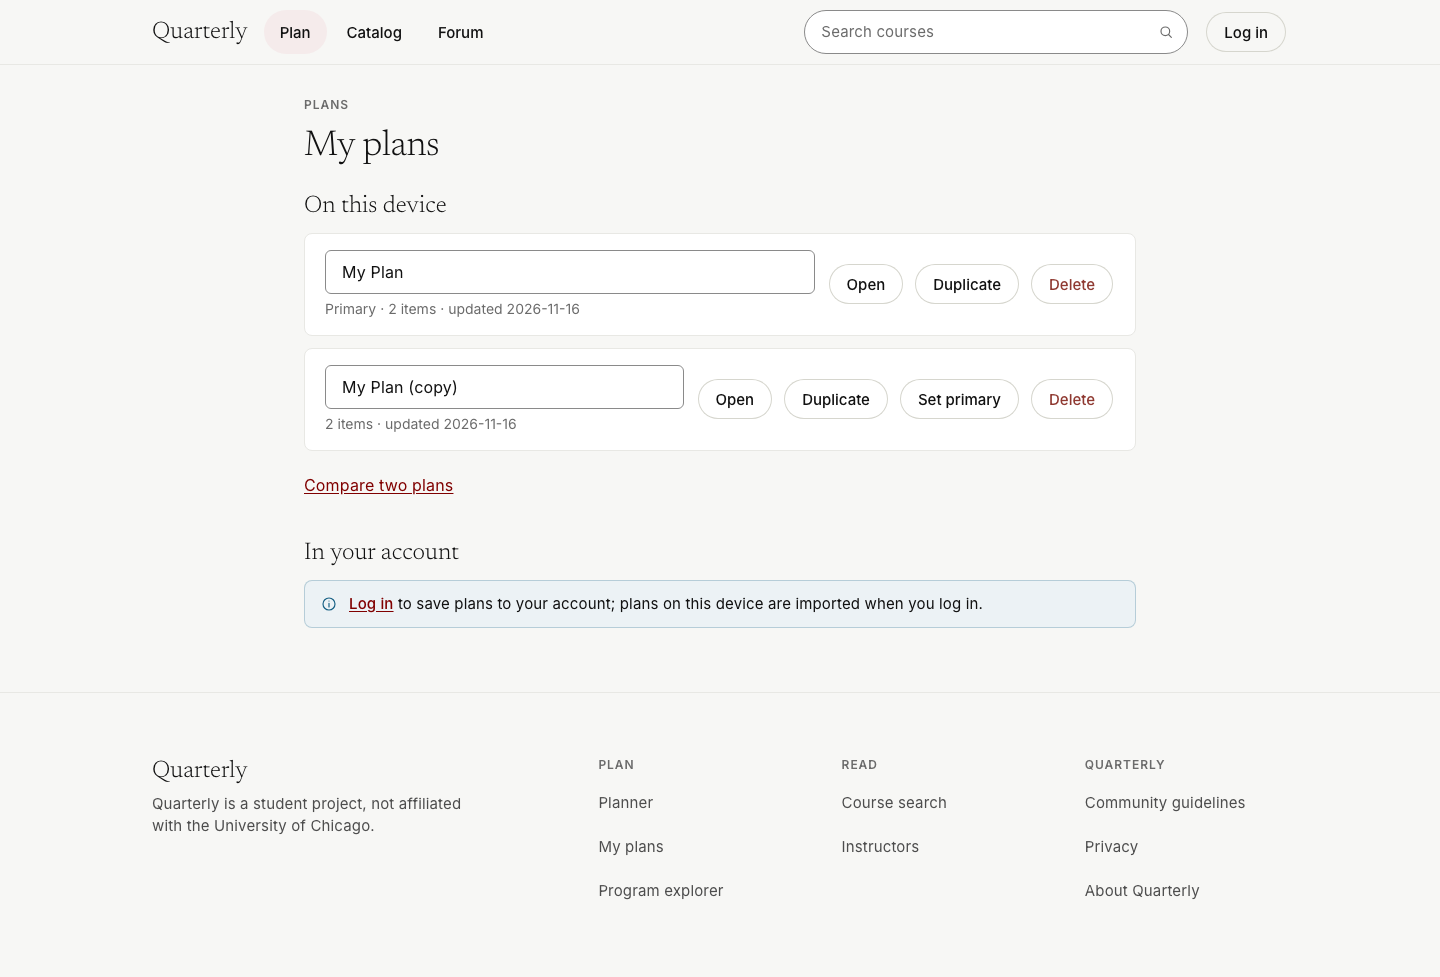 Quarterly
Plan
Catalog
Forum
Search courses
Log in
PLANS
My plans
On this device
My Plan
Primary · 2 items · updated 2026-11-16
Open
Duplicate
Delete
My Plan (copy)
2 items · updated 2026-11-16
Open
Duplicate
Set primary
Delete
Compare two plans
In your account
Log in to save plans to your account; plans on this device are imported when you log in.
Quarterly
Quarterly is a student project, not affiliated
with the University of Chicago.
PLAN
Planner
My plans
Program explorer
READ
Course search
Instructors
QUARTERLY
Community guidelines
Privacy
About Quarterly